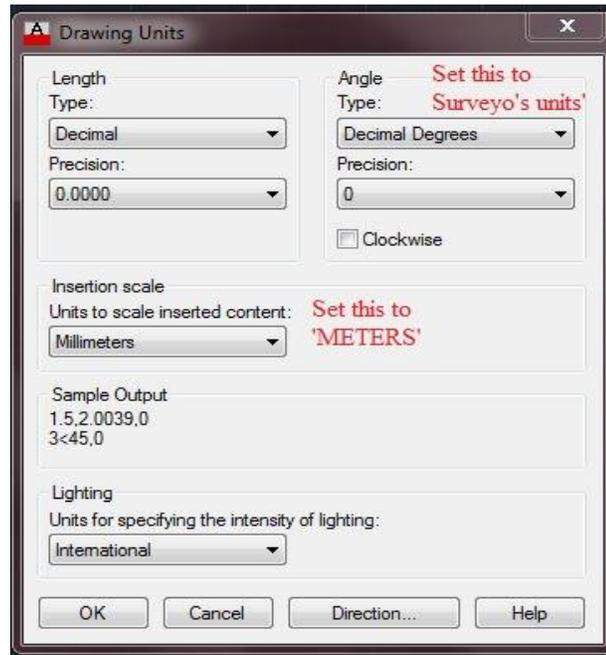 Drawing Units
Length
Type:
Decimal
Precision:
0.0000
Angle
Set this to
Surveyo's units'
Type:
Decimal Degrees
Precision:
0
Clockwise
Insertion scale
Units to scale inserted content:
Millimeters
Set this to
'METERS'
Sample Output
1.5,2.0039,0
3<45,0
Lighting
Units for specifying the intensity of lighting:
International
OK Cancel Direction... Help